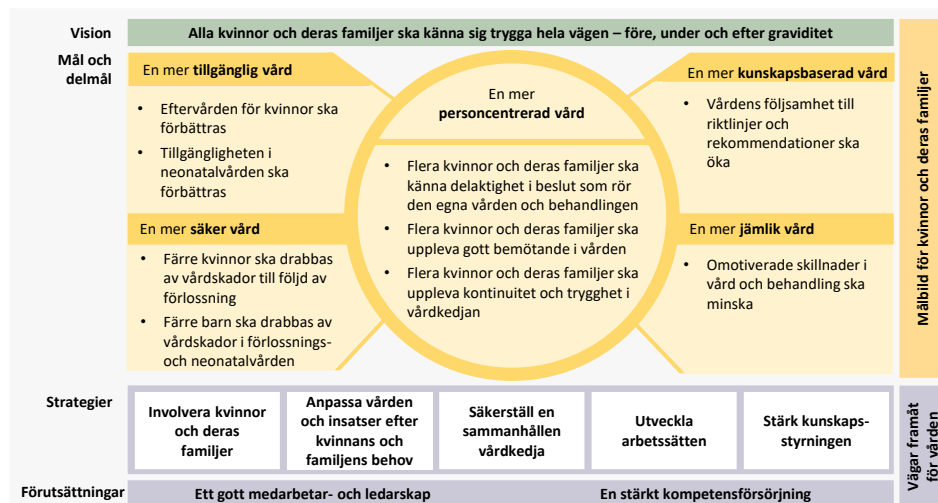 Vision
Alla kvinnor och deras familjer ska känna sig trygga hela vägen – före, under och efter graviditet
Mål och
delmål
En mer tillgänglig vård
• Eftervården för kvinnor ska
förbättras
• Tillgängligheten i
neonatalvården ska
förbättras
En mer
personcentrerad vård
• Flera kvinnor och deras familjer ska
känna delaktighet i beslut som rör
den egna vården och behandlingen
• Flera kvinnor och deras familjer ska
uppleva gott bemötande i vården
• Flera kvinnor och deras familjer ska
uppleva kontinuitet och trygghet i
vårdkedjan
En mer kunskapsbaserad vård
• Vårdens följsamhet till
riktlinjer och
rekommendationer ska
öka
En mer säker vård
• Färre kvinnor ska drabbas
av vårdskador till följd av
förlossning
• Färre barn ska drabbas av
vårdskador i förlossnings-
och neonatalvården
En mer jämlik vård
• Omotiverade skillnader i
vård och behandling ska
minska
Målbild för kvinnor och deras familjer
Strategier
Involvera kvinnor
och deras
familjer
Anpassa vården
och insatser efter
kvinnans och
familjens behov
Säkerställ en
sammanhållen
vårdkedja
Utveckla
arbetssätten
Stärk kunskaps-
styrningen
Vägar framåt
för vården
Förutsättningar
Ett gott medarbetar- och ledarskap
En stärkt kompetensförsörjning